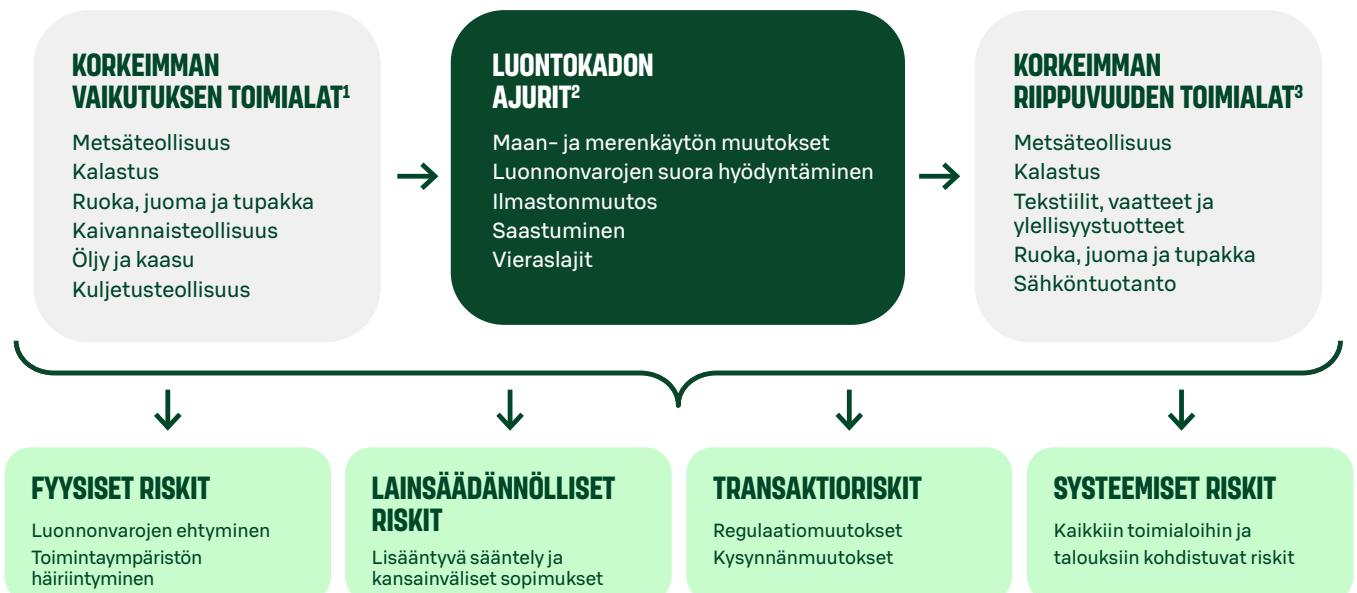 KORKEIMMAN
VAIKUTUKSEN TOIMIALAT¹
Metsäteollisuus
Kalastus
Ruoka, juoma ja tupakka
Kaivannaisteollisuus
Öljy ja kaasu
Kuljetusteollisuus
LUONTOKADON
AJURIT²
Maan- ja merenkäytön muutokset
Luonnonvarojen suora hyödyntäminen
Ilmastonmuutos
Saastuminen
Vieraslajit
KORKEIMMAN
RIIPPUVUUDEN TOIMIALAT³
Metsäteollisuus
Kalastus
Tekstiilit, vaatteet ja
ylellisyystuotteet
Ruoka, juoma ja tupakka
Sähköntuotanto
FYYSISET RISKIT
Luonnonvarojen ehtyminen
Toimintaympäristön
häiriintyminen
LAINSÄÄDÄNNÖLLISET
RISKIT
Lisääntyvä sääntely ja
kansainväliset sopimukset
TRANSAKTIORISKIT
Regulaatiomuutokset
Kysynnänmuutokset
SYSTEEMISET RISKIT
Kaikkiin toimialoihin ja
talouksiin kohdistuvat riskit